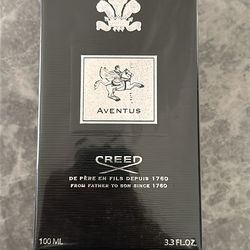 AVENTUS
CREED
DE PÈRE EN FILS DEPUIS 1760
FROM FATHER TO SON SINCE 1760
100 ML 3.3 FL.OZ.